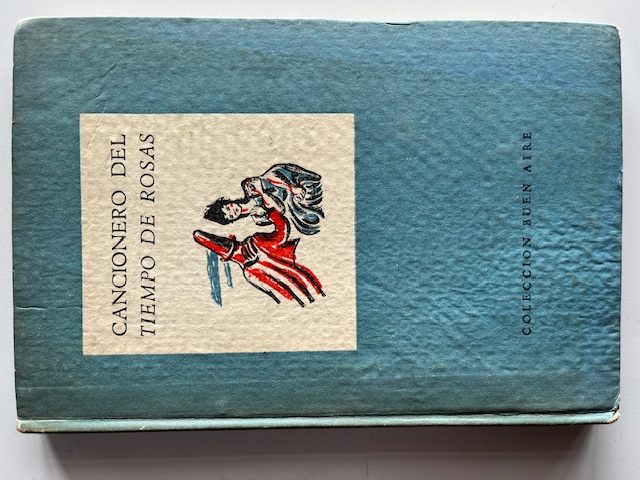 CANCIONERO DEL
TIEMPO DE ROSAS
COLECCION BUEN AIRE